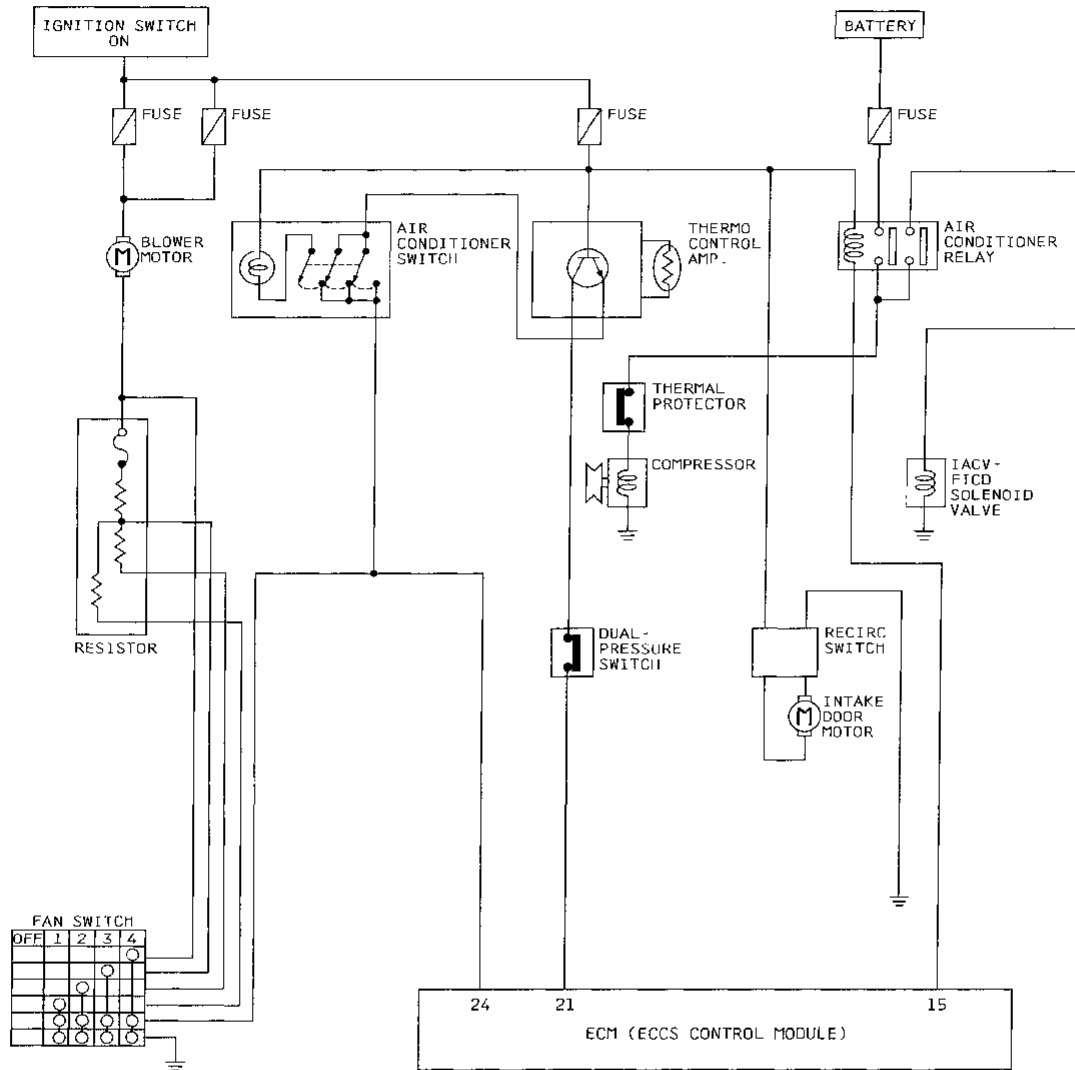 IGNITION SWITCH
ON
BATTERY
FUSE
FUSE
FUSE
FUSE
BLOWER
MOTOR
M
AIR
CONDITIONER
SWITCH
THERMO
CONTROL
AMP.
AIR
CONDITIONER
RELAY
THERMAL
PROTECTOR
COMPRESSOR
IACV-
FICD
SOLENOID
VALVE
RESISTOR
DUAL-
PRESSURE
SWITCH
RECIRC
SWITCH
M
INTAKE
DOOR
MOTOR
FAN SWITCH
OFF 1 2 3 4
24 21 15
ECM (ECCS CONTROL MODULE)